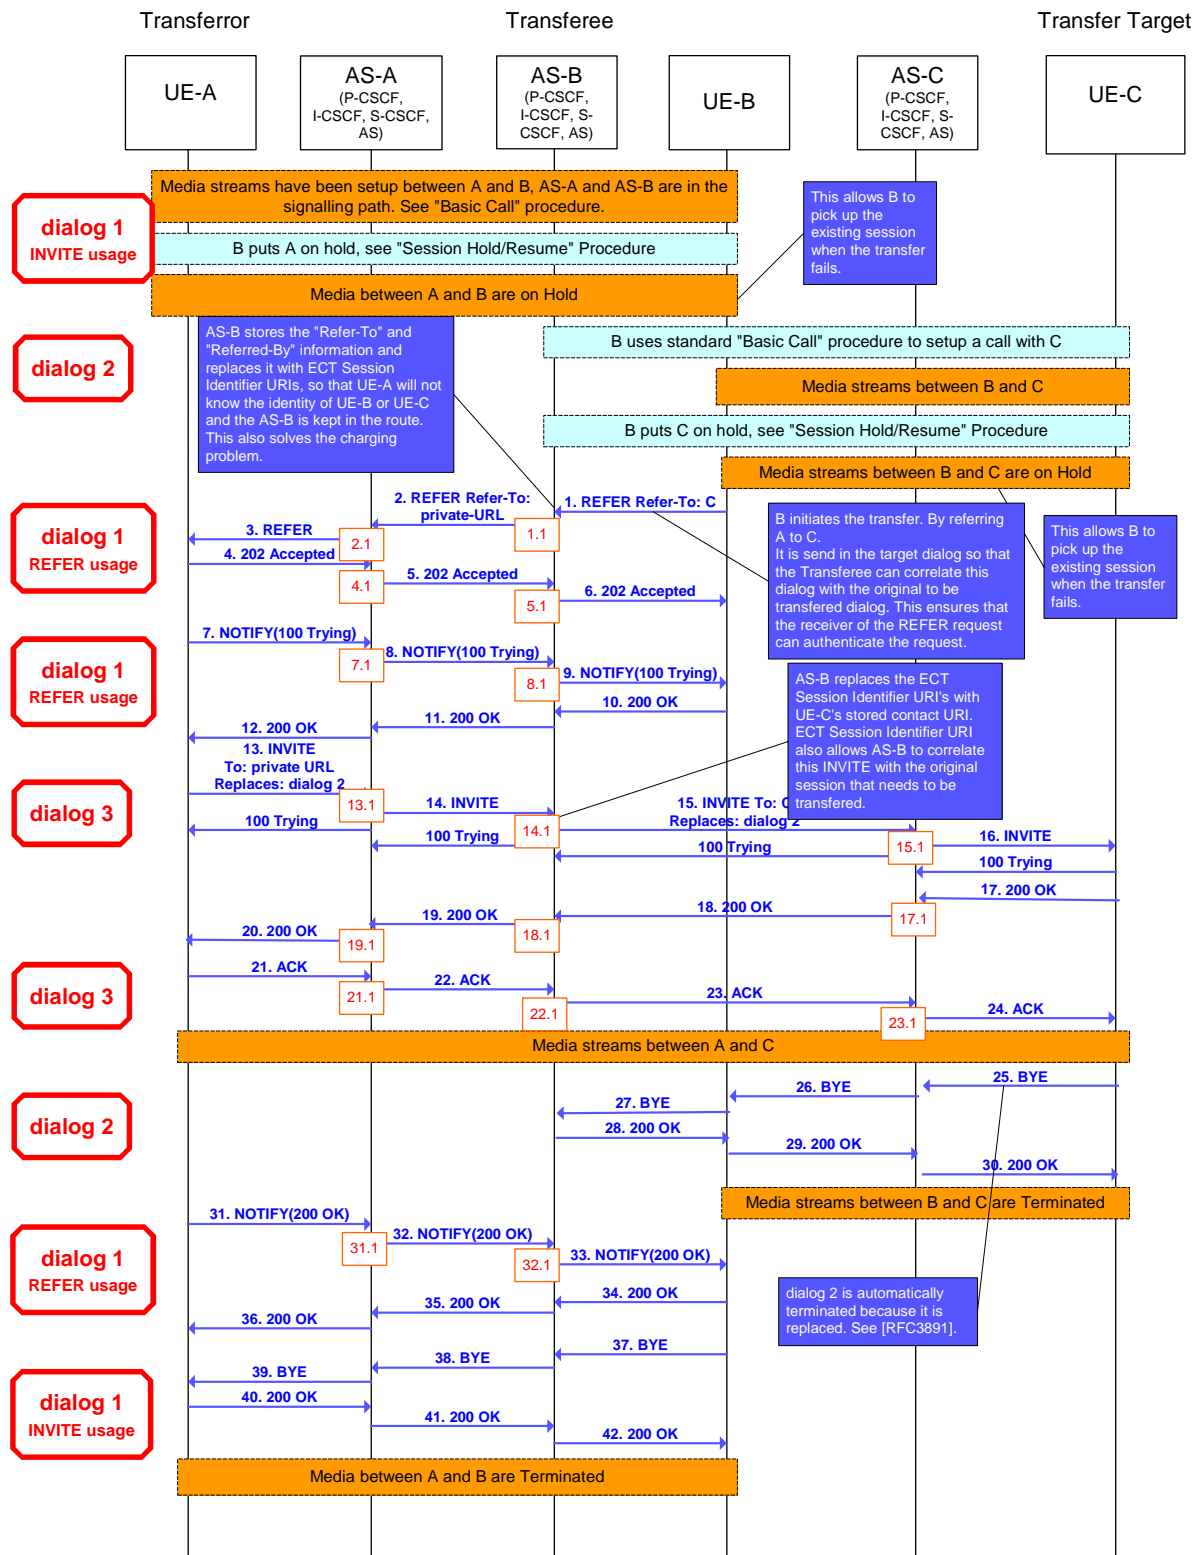 Transferror
Transferee
Transfer Target
UE-A
AS-A
(P-CSCF,
I-CSCF, S-CSCF,
AS)
AS-B
(P-CSCF,
I-CSCF, S-
CSCF, AS)
UE-B
AS-C
(P-CSCF,
I-CSCF, S-
CSCF, AS)
UE-C
Media streams have been setup between A and B, AS-A and AS-B are in the
signalling path. See "Basic Call" procedure.
dialog 1
INVITE usage
B puts A on hold, see "Session Hold/Resume" Procedure
Media between A and B are on Hold
This allows B to
pick up the
existing session
when the transfer
fails.
AS-B stores the "Refer-To" and
"Referred-By" information and
replaces it with ECT Session
Identifier URIs, so that UE-A will not
know the identity of UE-B or UE-C
and the AS-B is kept in the route.
This also solves the charging
problem.
dialog 2
B uses standard "Basic Call" procedure to setup a call with C
Media streams between B and C
B puts C on hold, see "Session Hold/Resume" Procedure
Media streams between B and C are on Hold
dialog 1
REFER usage
1. REFER Refer-To: C
1.1
2. REFER Refer-To:
private-URL
2.1
3. REFER
4. 202 Accepted
4.1
5. 202 Accepted
5.1
6. 202 Accepted
B initiates the transfer. By referring
A to C.
It is send in the target dialog so that
the Transferee can correlate this
dialog with the original to be
transfered dialog. This ensures that
the receiver of the REFER request
can authenticate the request.
This allows B to
pick up the
existing session
when the transfer
fails.
dialog 1
REFER usage
7. NOTIFY(100 Trying)
7.1
8. NOTIFY(100 Trying)
8.1
9. NOTIFY(100 Trying)
10. 200 OK
11. 200 OK
12. 200 OK
AS-B replaces the ECT
Session Identifier URI's with
UE-C's stored contact URI.
ECT Session Identifier URI
also allows AS-B to correlate
this INVITE with the original
session that needs to be
transfered.
dialog 3
13. INVITE
To: private URL
Replaces: dialog 2
13.1
14. INVITE
100 Trying
14.1
100 Trying
15. INVITE To: C
Replaces: dialog 2
100 Trying
15.1
16. INVITE
100 Trying
17. 200 OK
17.1
18. 200 OK
18.1
19. 200 OK
19.1
20. 200 OK
dialog 3
21. ACK
21.1
22. ACK
22.1
23. ACK
23.1
24. ACK
Media streams between A and C
dialog 2
25. BYE
26. BYE
27. BYE
28. 200 OK
29. 200 OK
30. 200 OK
Media streams between B and C are Terminated
dialog 1
REFER usage
31. NOTIFY(200 OK)
31.1
32. NOTIFY(200 OK)
32.1
33. NOTIFY(200 OK)
34. 200 OK
35. 200 OK
36. 200 OK
dialog 2 is automatically
terminated because it is
replaced. See [RFC3891].
dialog 1
INVITE usage
37. BYE
38. BYE
39. BYE
40. 200 OK
41. 200 OK
42. 200 OK
Media between A and B are Terminated